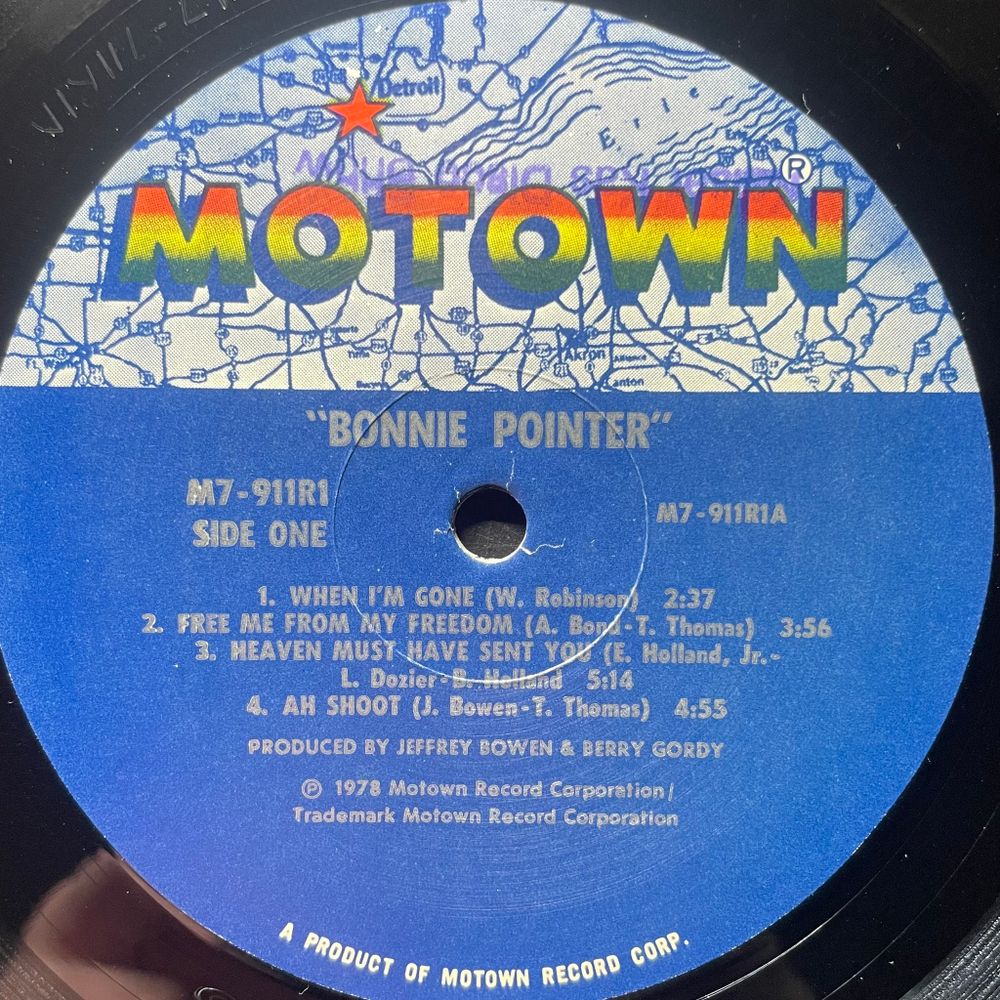 Detroit
Erie
MOTOWN®
Akron
"BONNIE POINTER"
M7-911R1
SIDE ONE
M7-911R1A
1. WHEN I'M GONE (W. Robinson) 2:37
2. FREE ME FROM MY FREEDOM (A. Bond-T. Thomas) 3:56
3. HEAVEN MUST HAVE SENT YOU (E. Holland, Jr.-
L. Dozier-B. Holland 5:14
4. AH SHOOT (J. Bowen-T. Thomas) 4:55
PRODUCED BY JEFFREY BOWEN & BERRY GORDY
℗ 1978 Motown Record Corporation/
Trademark Motown Record Corporation
A PRODUCT OF MOTOWN RECORD CORP.